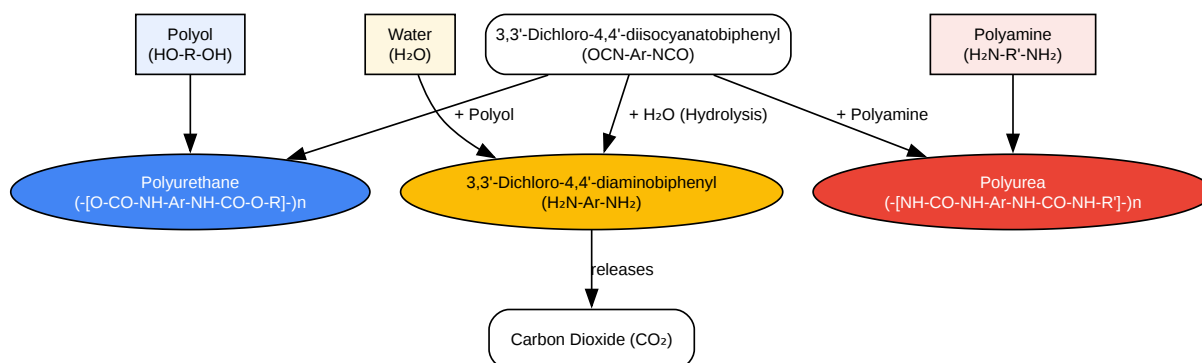 Polyol
(HO-R-OH)
Water
(H₂O)
3,3'-Dichloro-4,4'-diisocyanatobiphenyl
(OCN-Ar-NCO)
Polyamine
(H₂N-R'-NH₂)
+ Polyol
+ H₂O (Hydrolysis)
+ Polyamine
Polyurethane
(-[O-CO-NH-Ar-NH-CO-O-R]-)n
3,3'-Dichloro-4,4'-diaminobiphenyl
(H₂N-Ar-NH₂)
Polyurea
(-[NH-CO-NH-Ar-NH-CO-NH-R']-)n
releases
Carbon Dioxide (CO₂)